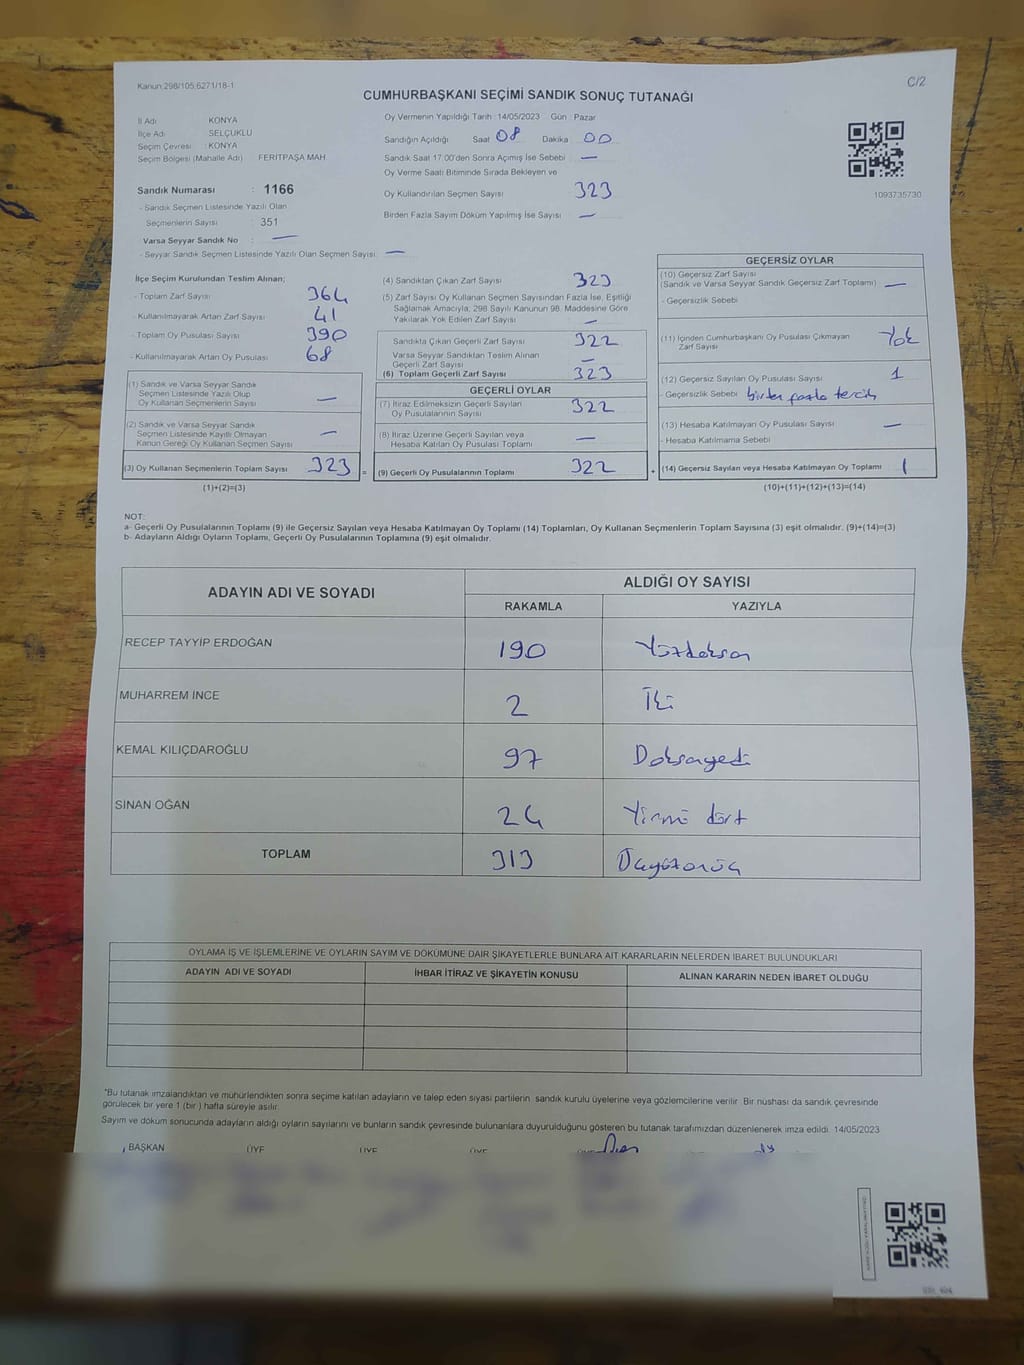 Kanun:298/105,6271/18-1
C/2
CUMHURBAŞKANI SEÇİMİ SANDIK SONUÇ TUTANAĞI
İl Adı KONYA
İlçe Adı SELÇUKLU
Seçim Çevresi : KONYA
Seçim Bölgesi (Mahalle Adı) FERITPAŞA MAH
Sandık Numarası : 1166
- Sandık Seçmen Listesinde Yazılı Olan
Seçmenlerin Sayısı : 351
- Varsa Seyyar Sandık No : —
- Seyyar Sandık Seçmen Listesinde Yazılı Olan Seçmen Sayısı: —
Oy Vermenin Yapıldığı Tarih :14/05/2023 Gün : Pazar
Sandığın Açıldığı Saat 08 Dakika 00
Sandık Saat 17:00'den Sonra Açımış İse Sebebi : —
Oy Verme Saati Bitiminde Sırada Bekleyen ve
Oy Kullandırılan Seçmen Sayısı : 323
Birden Fazla Sayım Döküm Yapılmış İse Sayısı : —
1093735730
İlçe Seçim Kurulundan Teslim Alınan;
- Toplam Zarf Sayısı : 364
- Kullanılmayarak Artan Zarf Sayısı : 41
- Toplam Oy Pusulası Sayısı : 390
- Kullanılmayarak Artan Oy Pusulası : 68
(1) Sandık ve Varsa Seyyar Sandık
Seçmen Listesinde Yazılı Olup
Oy Kullanan Seçmenlerin Sayısı : —
(2) Sandık ve Varsa Seyyar Sandık
Seçmen Listesinde Kayıtlı Olmayan
Kanun Gereği Oy Kullanan Seçmen Sayısı : —
(3) Oy Kullanan Seçmenlerin Toplam Sayısı : 323 =
(1)+(2)=(3)
(4) Sandıktan Çıkan Zarf Sayısı : 323
(5) Zarf Sayısı Oy Kullanan Seçmen Sayısından Fazla İse, Eşitliği
Sağlamak Amacıyla, 298 Sayılı Kanunun 98. Maddesine Göre
Yakılarak Yok Edilen Zarf Sayısı : —
Sandıkta Çıkan Geçerli Zarf Sayısı : 322
Varsa Seyyar Sandıktan Teslim Alınan
Geçerli Zarf Sayısı : —
(6) Toplam Geçerli Zarf Sayısı : 323
GEÇERLİ OYLAR
(7) İtiraz Edilmeksizin Geçerli Sayılan
Oy Pusulalarının Sayısı : 322
(8) İtiraz Üzerine Geçerli Sayılan veya
Hesaba Katılan Oy Pusulaları Toplamı : —
(9) Geçerli Oy Pusulalarının Toplamı : 322 +
GEÇERSİZ OYLAR
(10) Geçersiz Zarf Sayısı
(Sandık ve Varsa Seyyar Sandık Geçersiz Zarf Toplamı) : —
- Geçersizlik Sebebi
(11) İçinden Cumhurbaşkanı Oy Pusulası Çıkmayan
Zarf Sayısı : Yok
(12) Geçersiz Sayılan Oy Pusulası Sayısı : 1
- Geçersizlik Sebebi : birden fazla tercih
(13) Hesaba Katılmayan Oy Pusulası Sayısı : —
- Hesaba Katılmama Sebebi
(14) Geçersiz Sayılan veya Hesaba Katılmayan Oy Toplamı : 1
(10)+(11)+(12)+(13)=(14)
NOT:
a- Geçerli Oy Pusulalarının Toplamı (9) ile Geçersiz Sayılan veya Hesaba Katılmayan Oy Toplamı (14) Toplamları, Oy Kullanan Seçmenlerin Toplam Sayısına (3) eşit olmalıdır. (9)+(14)=(3)
b- Adayların Aldığı Oyların Toplamı, Geçerli Oy Pusulalarının Toplamına (9) eşit olmalıdır.
ADAYIN ADI VE SOYADI
ALDIĞI OY SAYISI
RAKAMLA YAZIYLA
RECEP TAYYİP ERDOĞAN 190 Yüzdoksan
MUHARREM İNCE 2 İki
KEMAL KILIÇDAROĞLU 97 Doksanyedi
SİNAN OĞAN 24 Yirmi dört
TOPLAM 313 Üçyüzonüç
OYLAMA İŞ VE İŞLEMLERİNE VE OYLARIN SAYIM VE DÖKÜMÜNE DAİR ŞİKAYETLERLE BUNLARA AİT KARARLARIN NELERDEN İBARET BULUNDUKLARI
ADAYIN ADI VE SOYADI İHBAR İTİRAZ VE ŞİKAYETİN KONUSU ALINAN KARARIN NEDEN İBARET OLDUĞU
*Bu tutanak imzalandıktan ve mühürlendikten sonra seçime katılan adayların ve talep eden siyasi partilerin sandık kurulu üyelerine veya gözlemcilerine verilir. Bir nüshası da sandık çevresinde
görülecek bir yere 1 (bir ) hafta süreyle asılır.
Sayım ve döküm sonucunda adayların aldığı oyların sayılarını ve bunların sandık çevresinde bulunanlara duyurulduğunu gösteren bu tutanak tarafımızdan düzenlenerek imza edildi. 14/05/2023
BAŞKAN ÜYE ÜYE ÜYE